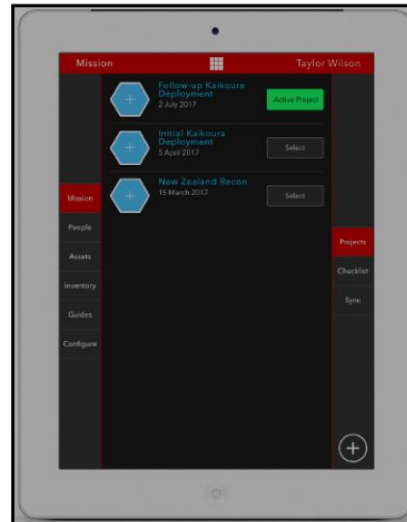 Mission
Taylor Wilson
Follow-up Kaikoura
Deployment
2 July 2017
Active Project
Initial Kaikoura
Deployment
5 April 2017
Select
New Zealand Recon
15 March 2017
Select
Mission
People
Assets
Inventory
Guides
Configure
Projects
Checklist
Sync